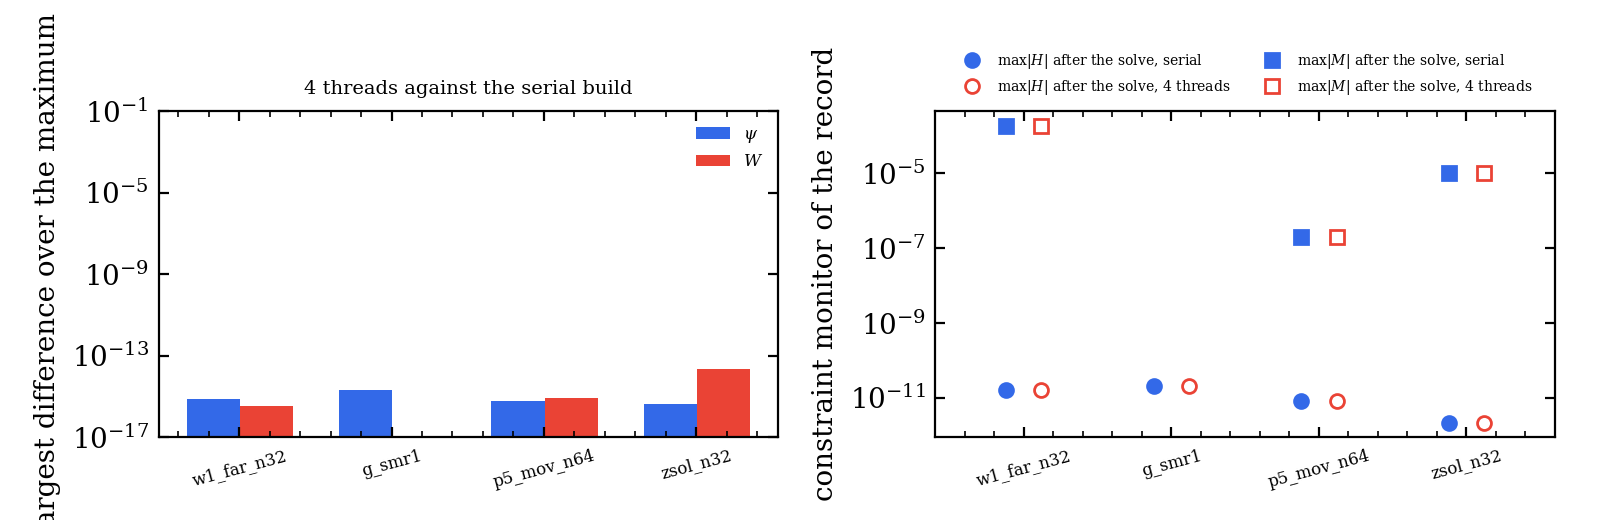 4 threads against the serial build
argest difference over the maximum
10⁻¹
10⁻⁵
10⁻⁹
10⁻¹³
10⁻¹⁷
ψ
W
w1_far_n32
g_smr1
p5_mov_n64
zsol_n32
max|H| after the solve, serial
max|H| after the solve, 4 threads
max|M| after the solve, serial
max|M| after the solve, 4 threads
constraint monitor of the record
10⁻⁵
10⁻⁷
10⁻⁹
10⁻¹¹
w1_far_n32
g_smr1
p5_mov_n64
zsol_n32